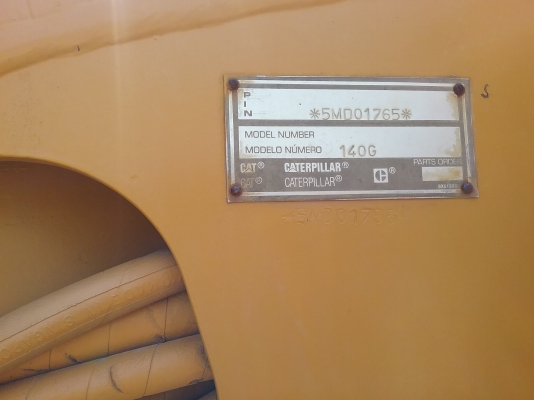 PIN *5MD01765*
MODEL NUMBER
MODELO NÚMERO 140G
CAT® CATERPILLAR® C® PARTS ORDER
CAT® CATERPILLAR®